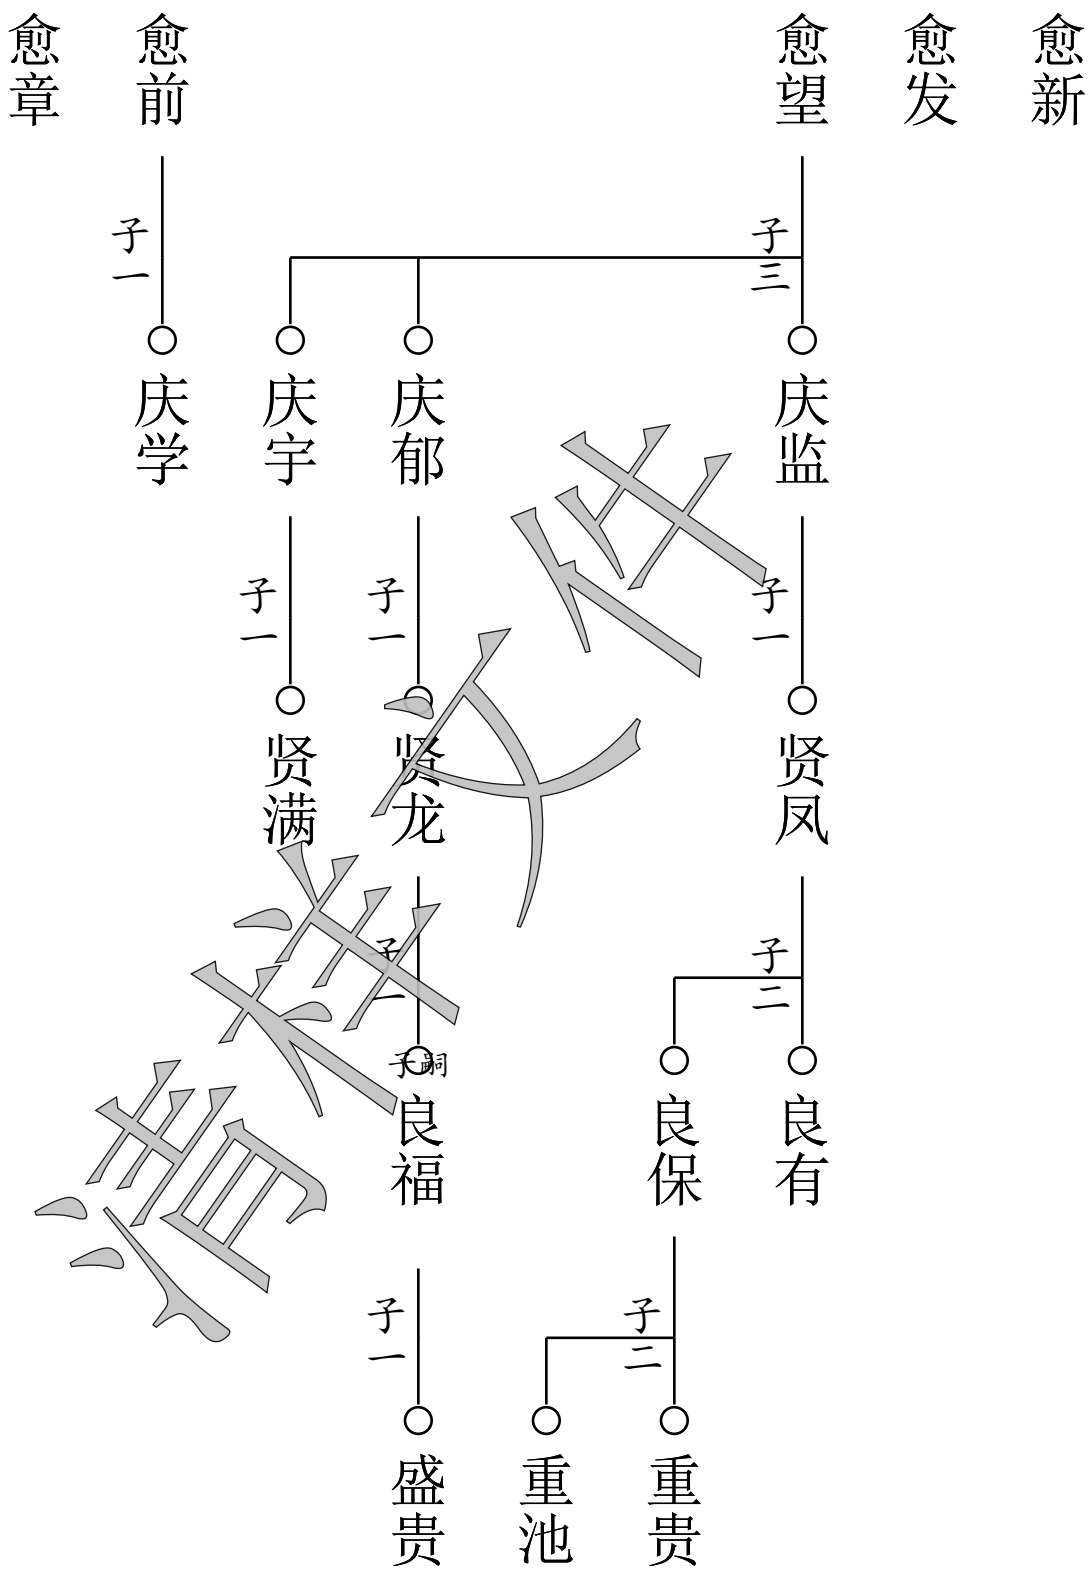 愈新
愈发
愈望
愈前
愈章
子三
子一
庆监
庆郁
庆宇
庆学
子一
子一
子一
贤凤
贤龙
贤满
子二
子一
良有
良保
嗣子
良福
子二
子一
重贵
重池
盛贵
清样文件